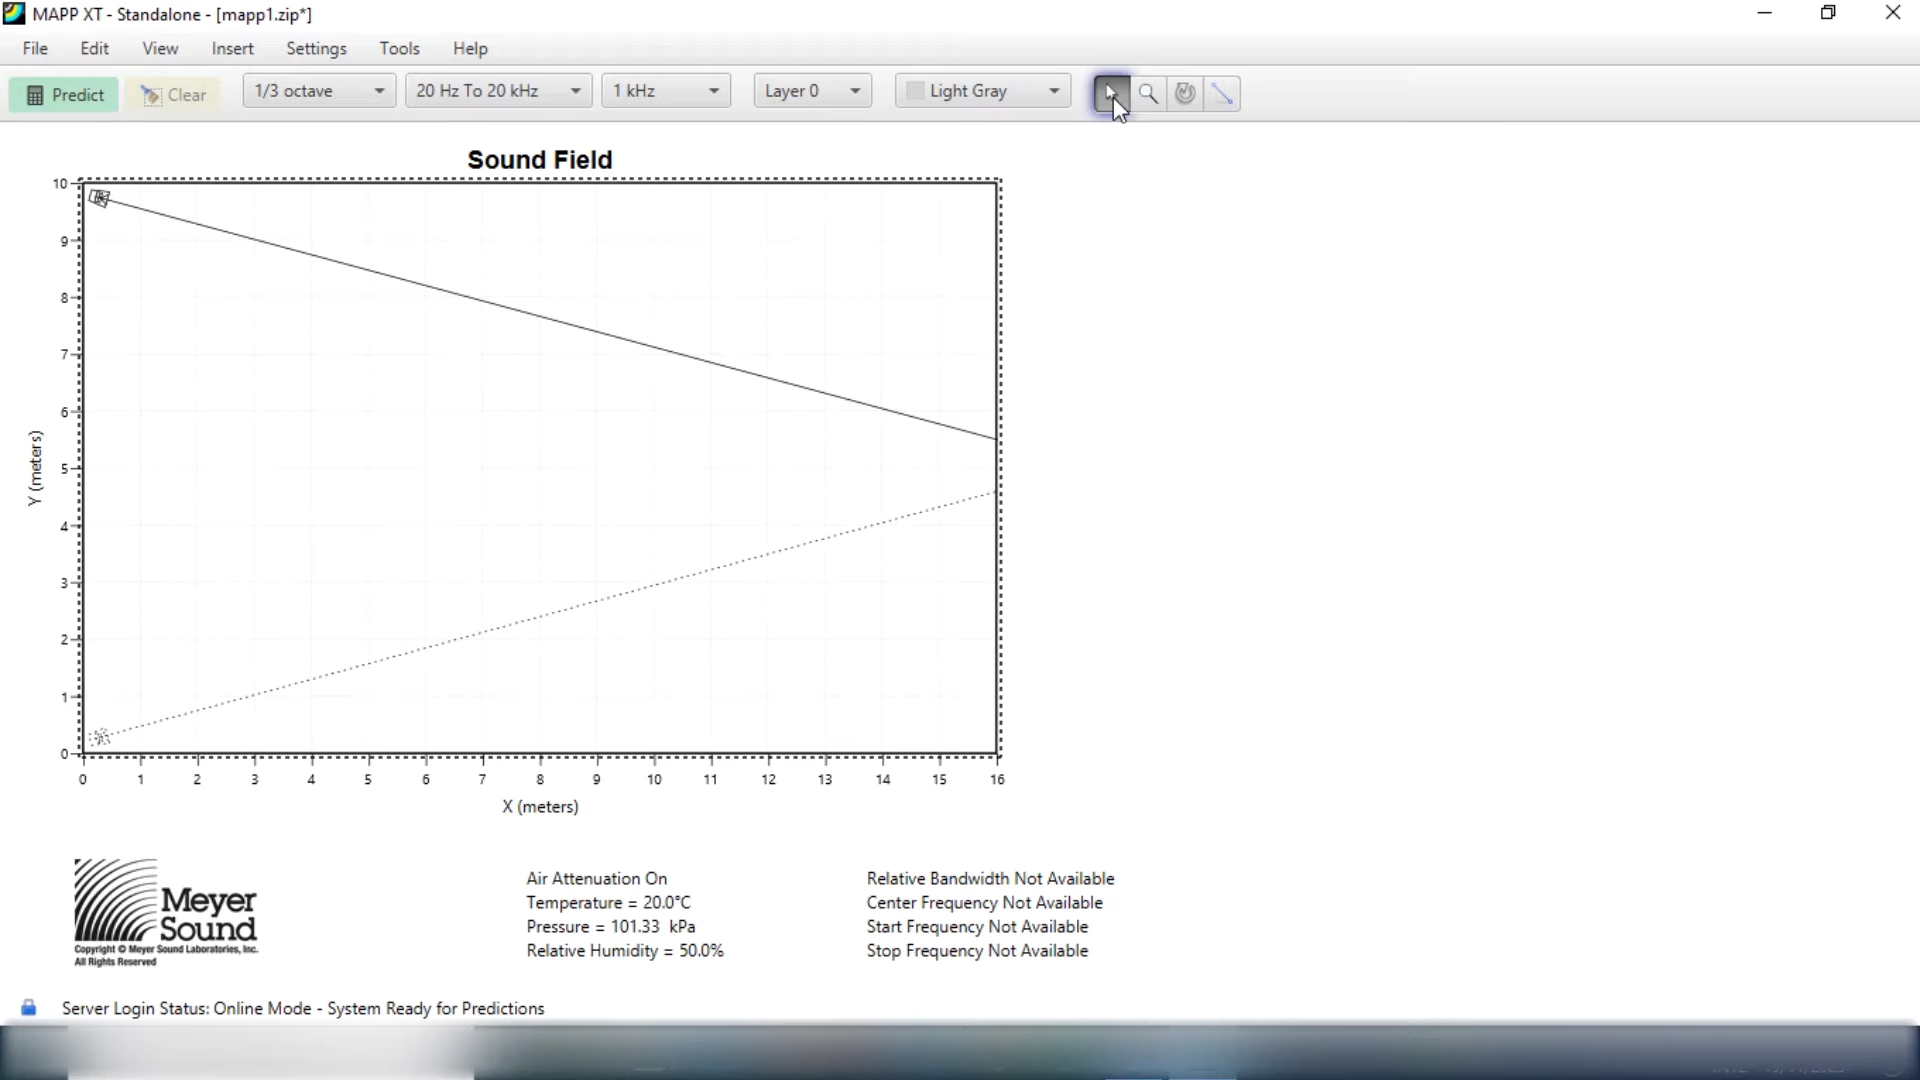 MAPP XT - Standalone - [mapp1.zip*]
File Edit View Insert Settings Tools Help
Predict Clear 1/3 octave 20 Hz To 20 kHz 1 kHz Layer 0 Light Gray
Sound Field
10
9
8
7
6
5
4
3
2
1
0
Y (meters)
0 1 2 3 4 5 6 7 8 9 10 11 12 13 14 15 16
X (meters)
Meyer
Sound
Copyright © Meyer Sound Laboratories, Inc.
All Rights Reserved
Air Attenuation On
Temperature = 20.0°C
Pressure = 101.33 kPa
Relative Humidity = 50.0%
Relative Bandwidth Not Available
Center Frequency Not Available
Start Frequency Not Available
Stop Frequency Not Available
Server Login Status: Online Mode - System Ready for Predictions